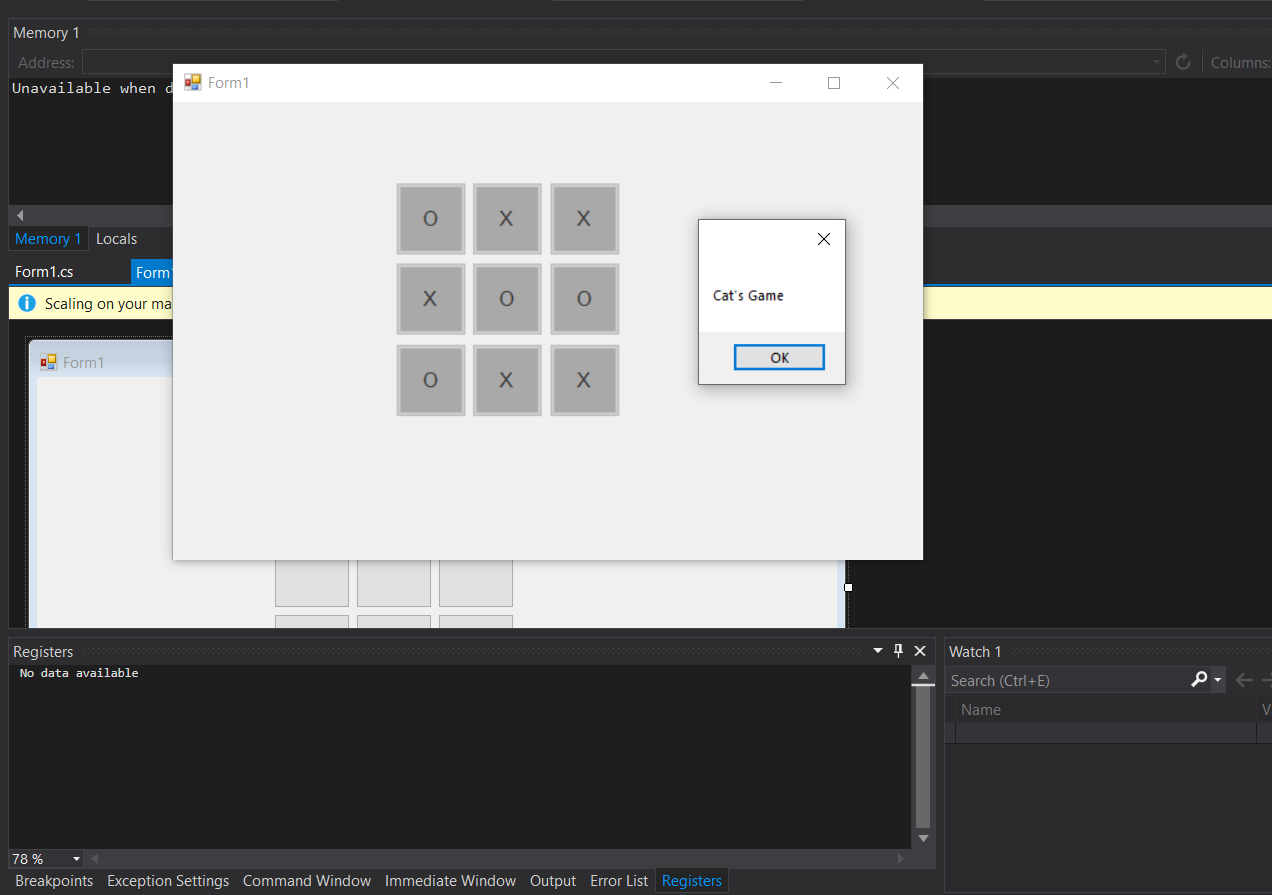 Memory 1
Address:
Columns:
Unavailable when d
Form1
O X X
X O O
O X X
Cat's Game
OK
Memory 1 Locals
Form1.cs Form1
Scaling on your ma
Form1
Registers
No data available
78 %
Breakpoints Exception Settings Command Window Immediate Window Output Error List Registers
Watch 1
Search (Ctrl+E)
Name V